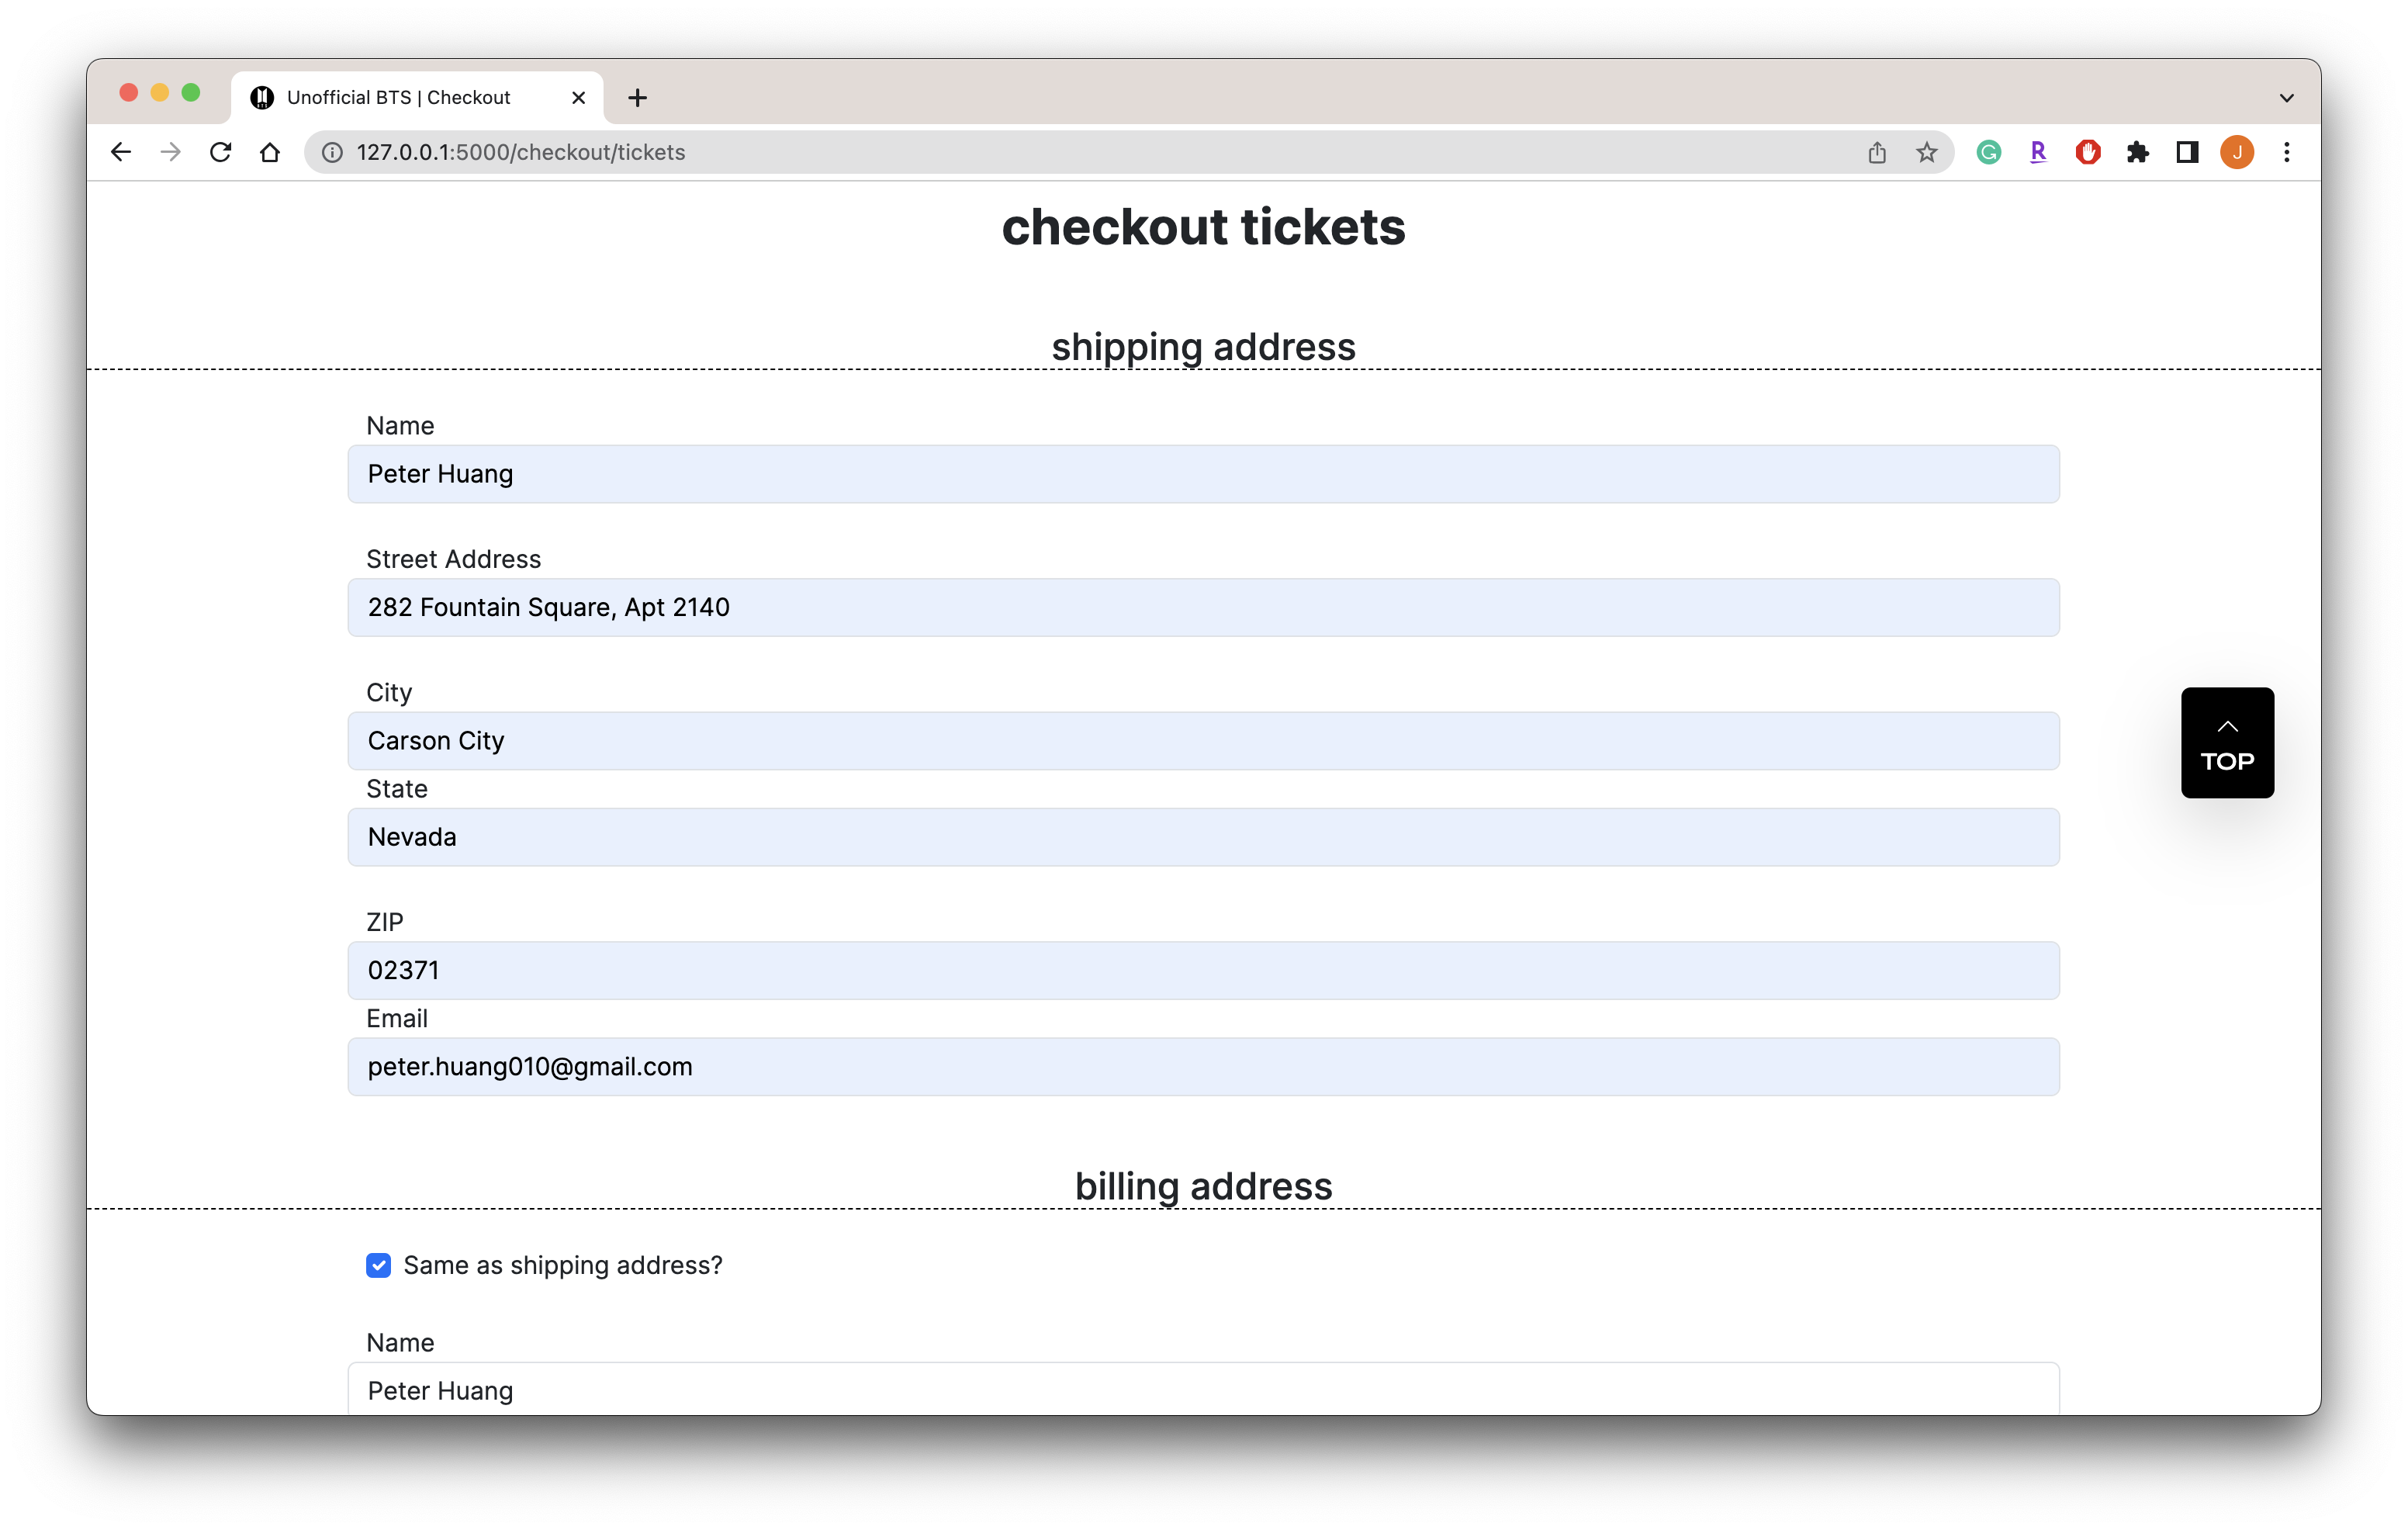 Unofficial BTS | Checkout
127.0.0.1:5000/checkout/tickets
R
J
checkout tickets
shipping address
Name
Peter Huang
Street Address
282 Fountain Square, Apt 2140
City
Carson City
State
Nevada
TOP
ZIP
02371
Email
peter.huang010@gmail.com
billing address
Same as shipping address?
Name
Peter Huang